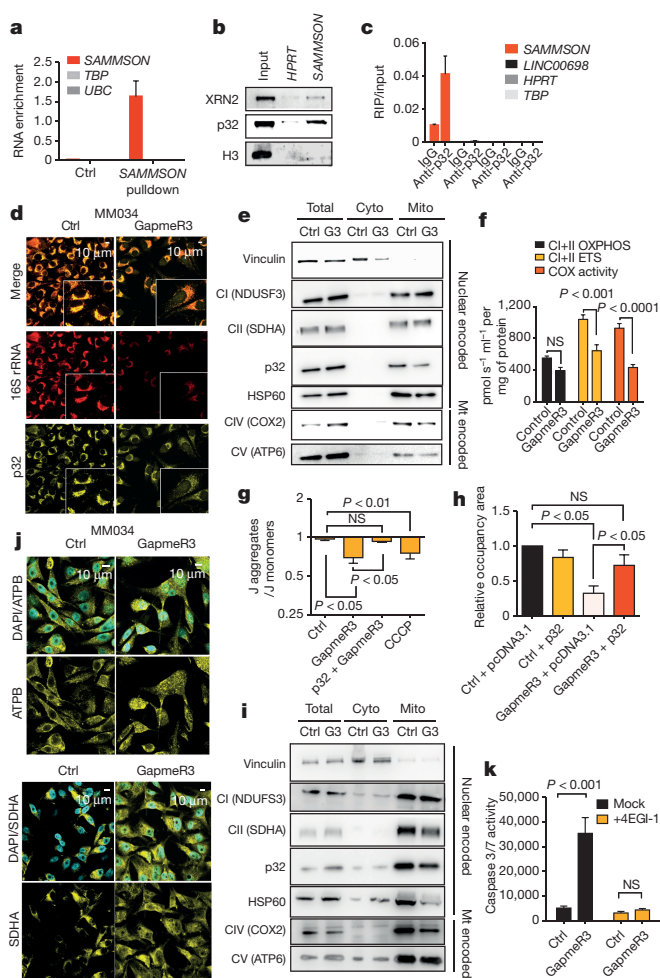 a
SAMMSON
TBP
UBC
RNA enrichment
2.5
2.0
1.5
1.0
0.5
0
Ctrl
SAMMSON
pulldown
b
Input
HPRT
SAMMSON
XRN2
p32
H3
c
SAMMSON
LINC00698
HPRT
TBP
RIP/input
0.06
0.04
0.02
0
IgG
Anti-p32
IgG
Anti-p32
IgG
Anti-p32
IgG
Anti-p32
d
MM034
Ctrl
GapmeR3
10 μm
10 μm
Merge
16S rRNA
p32
e
Total
Cyto
Mito
Ctrl G3 Ctrl G3 Ctrl G3
Vinculin
CI (NDUSF3)
CII (SDHA)
p32
HSP60
CIV (COX2)
CV (ATP6)
Nuclear encoded
Mt encoded
f
CI+II OXPHOS
CI+II ETS
COX activity
P < 0.001
P < 0.0001
NS
pmol s⁻¹ ml⁻¹ per
mg of protein
1,200
900
600
300
0
Control
GapmeR3
Control
GapmeR3
Control
GapmeR3
g
J aggregates
/J monomers
2
1
0.5
0.25
P < 0.01
NS
P < 0.05
P < 0.05
Ctrl
GapmeR3
p32 + GapmeR3
CCCP
h
Relative occupancy area
1.5
1.0
0.5
0
NS
P < 0.05
P < 0.05
Ctrl + pcDNA3.1
Ctrl + p32
GapmeR3 + pcDNA3.1
GapmeR3 + p32
j
MM034
Ctrl
GapmeR3
10 μm
10 μm
DAPI/ATPB
ATPB
Ctrl
GapmeR3
10 μm
10 μm
DAPI/SDHA
SDHA
i
Total
Cyto
Mito
Ctrl G3 Ctrl G3 Ctrl G3
Vinculin
CI (NDUFS3)
CII (SDHA)
p32
HSP60
CIV (COX2)
CV (ATP6)
Nuclear encoded
Mt encoded
k
P < 0.001
Mock
+4EGI-1
NS
Caspase 3/7 activity
50,000
40,000
30,000
20,000
10,000
0
Ctrl
GapmeR3
Ctrl
GapmeR3